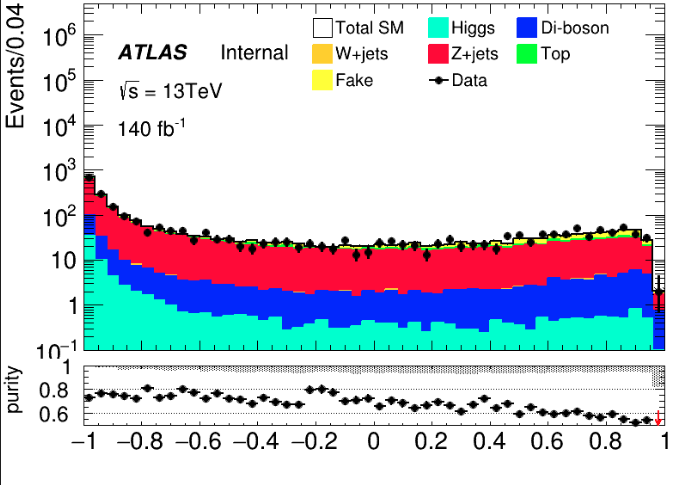 Events/0.04
10⁶
10⁵
10⁴
10³
10²
10
1
10⁻¹
ATLAS Internal
√s = 13TeV
140 fb⁻¹
Total SM
Higgs
Di-boson
W+jets
Z+jets
Top
Fake
Data
purity
1
0.8
0.6
−1 −0.8 −0.6 −0.4 −0.2 0 0.2 0.4 0.6 0.8 1